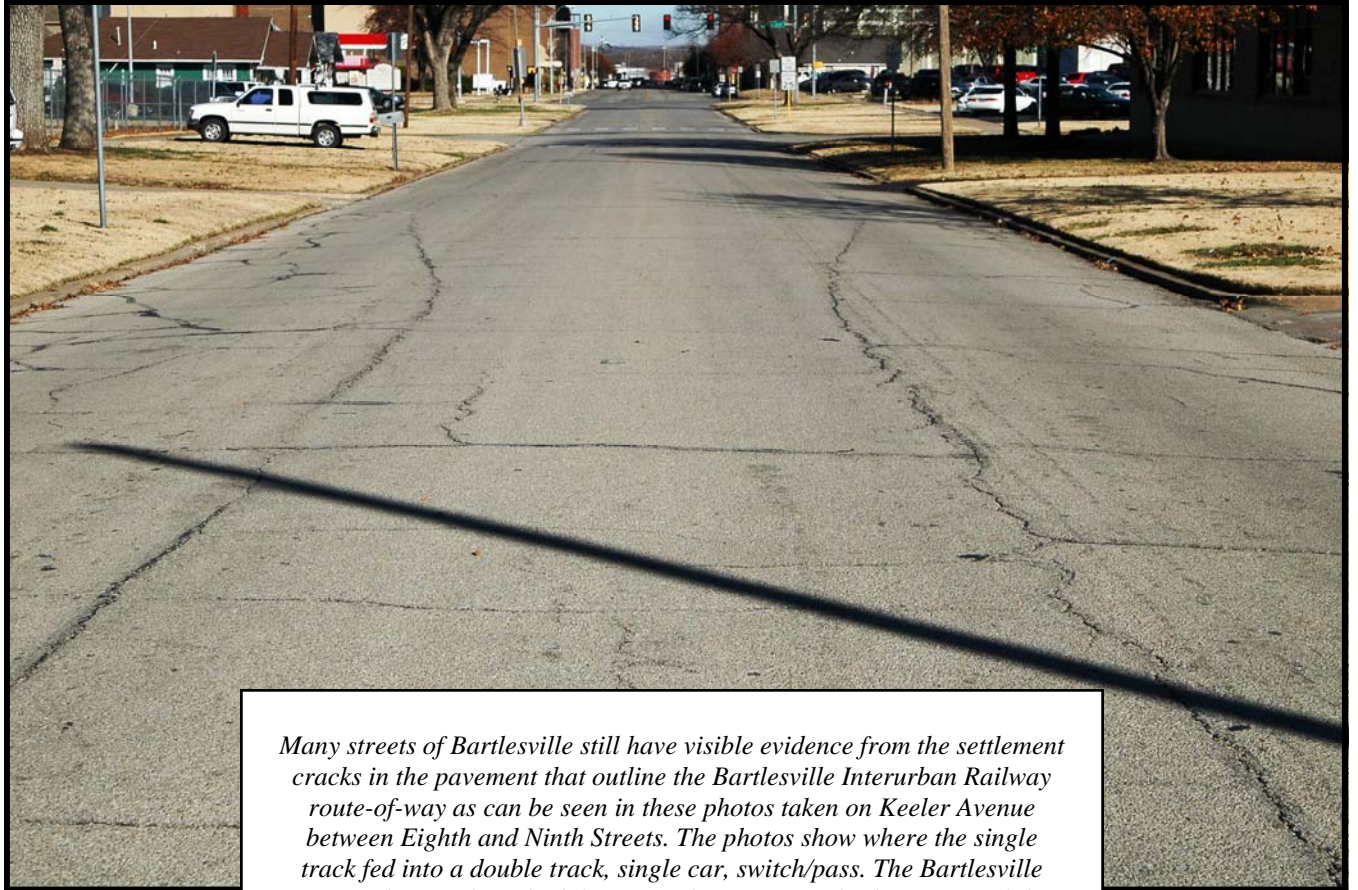 Many streets of Bartlesville still have visible evidence from the settlement
cracks in the pavement that outline the Bartlesville Interurban Railway
route-of-way as can be seen in these photos taken on Keeler Avenue
between Eighth and Ninth Streets. The photos show where the single
track fed into a double track, single car, switch/pass. The Bartlesville